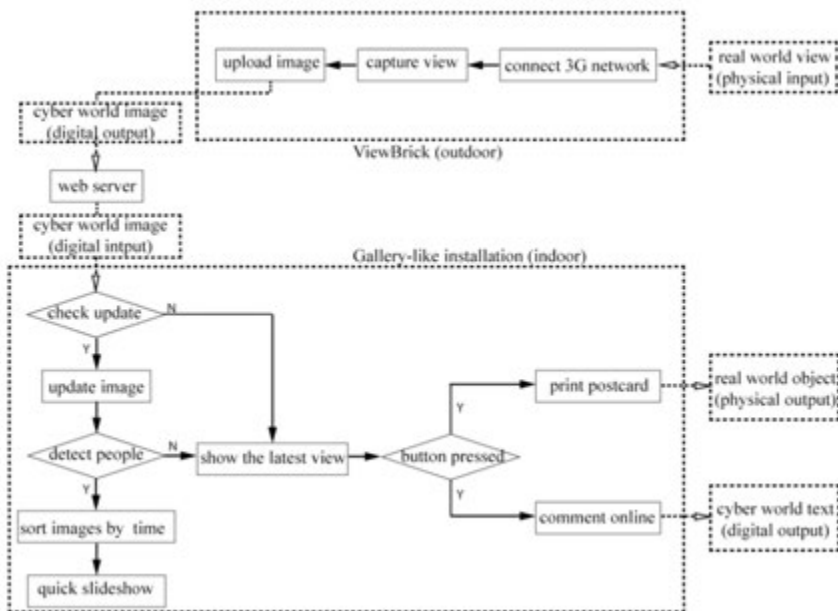 upload image
capture view
connect 3G network
real world view
(physical input)
cyber world image
(digital output)
ViewBrick (outdoor)
web server
cyber world image
(digital intput)
Gallery-like installation (indoor)
check update
N
Y
update image
print postcard
real world object
(physical output)
Y
detect people
N
show the latest view
button pressed
Y
Y
sort images by time
comment online
cyber world text
(digital output)
quick slideshow